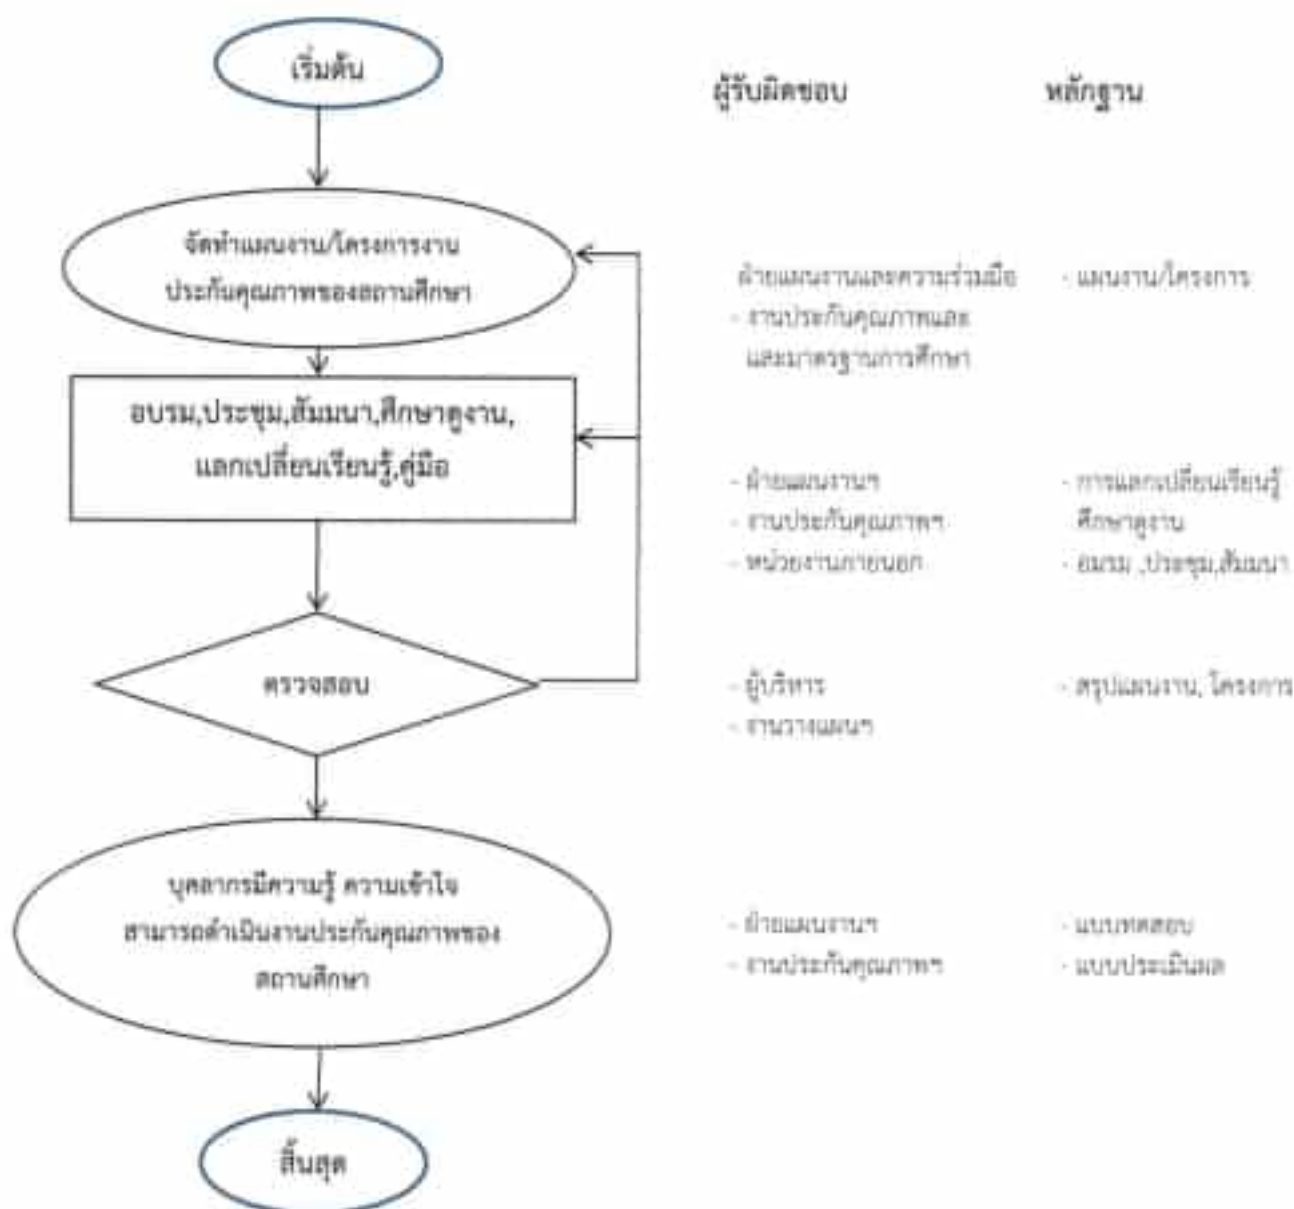 เริ่มต้น
ผู้รับผิดชอบ
หลักฐาน
จัดทำแผนงาน/โครงการงาน
ประกันคุณภาพของสถานศึกษา
ฝ่ายแผนงานและความร่วมมือ
- งานประกันคุณภาพและ
และมาตรฐานการศึกษา
- แผนงาน/โครงการ
อบรม,ประชุม,สัมมนา,ศึกษาดูงาน,
แลกเปลี่ยนเรียนรู้,คู่มือ
- ฝ่ายแผนงานฯ
- งานประกันคุณภาพฯ
- หน่วยงานภายนอก
- การแลกเปลี่ยนเรียนรู้
ศึกษาดูงาน
- อบรม ,ประชุม,สัมมนา
ตรวจสอบ
- ผู้บริหาร
- งานวางแผนฯ
- สรุปแผนงาน, โครงการ
บุคลากรมีความรู้ ความเข้าใจ
สามารถดำเนินงานประกันคุณภาพของ
สถานศึกษา
- ฝ่ายแผนงานฯ
- งานประกันคุณภาพฯ
- แบบทดสอบ
- แบบประเมินผล
สิ้นสุด